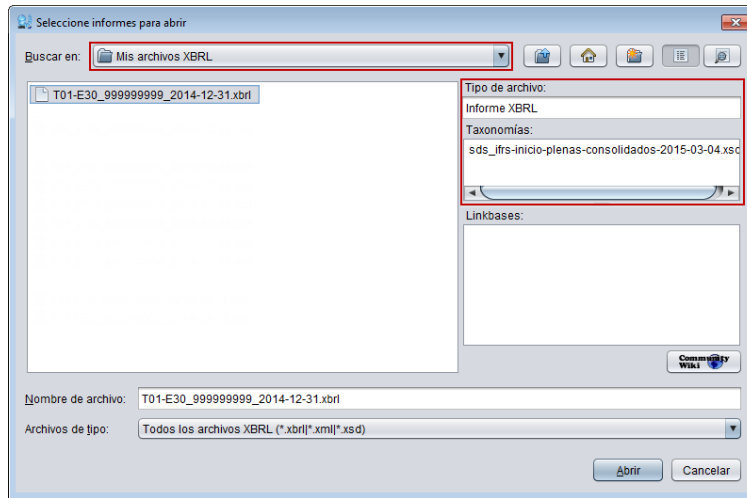 Seleccione informes para abrir
Buscar en: Mis archivos XBRL
T01-E30_999999999_2014-12-31.xbrl
Tipo de archivo:
Informe XBRL
Taxonomías:
sds_ifrs-inicio-plenas-consolidados-2015-03-04.xsd
Linkbases:
Community
Wiki
Nombre de archivo: T01-E30_999999999_2014-12-31.xbrl
Archivos de tipo: Todos los archivos XBRL (*.xbrl|*.xml|*.xsd)
Abrir Cancelar